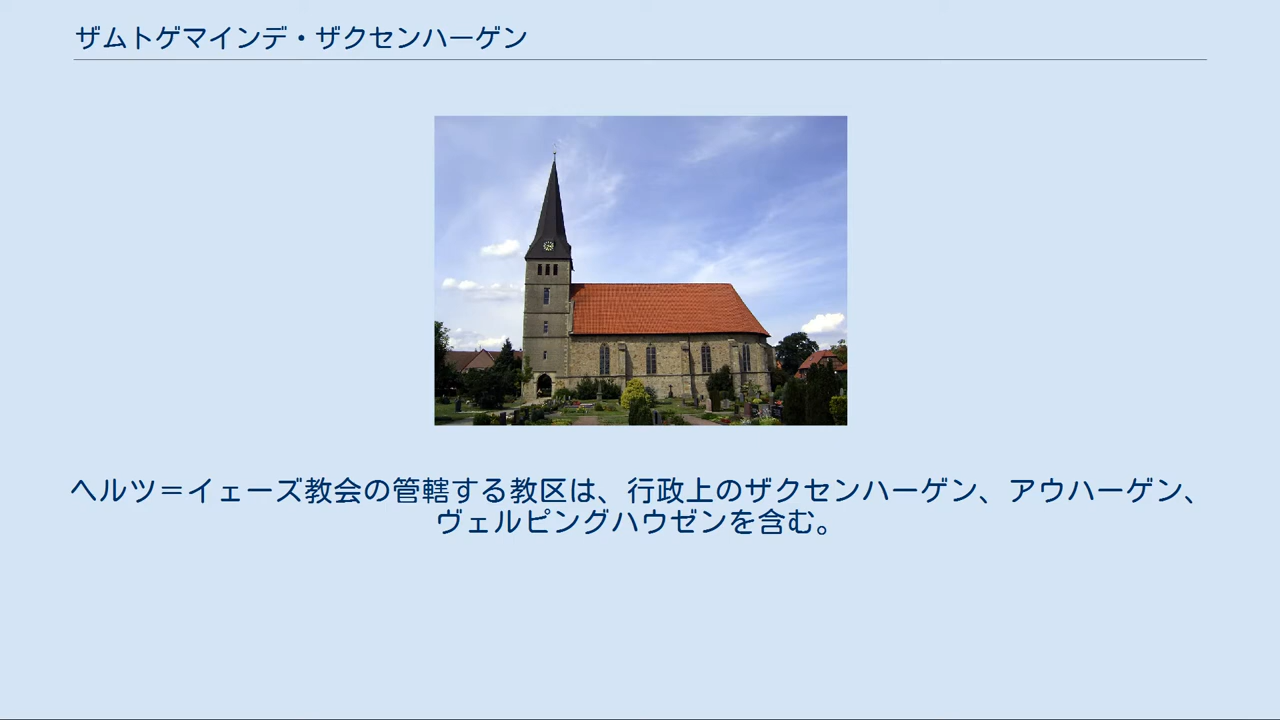 ザムトゲマインデ・ザクセンハーゲン
ヘルツ＝イェーズ教会の管轄する教区は、行政上のザクセンハーゲン、アウハーゲン、
ヴェルピングハウゼンを含む。